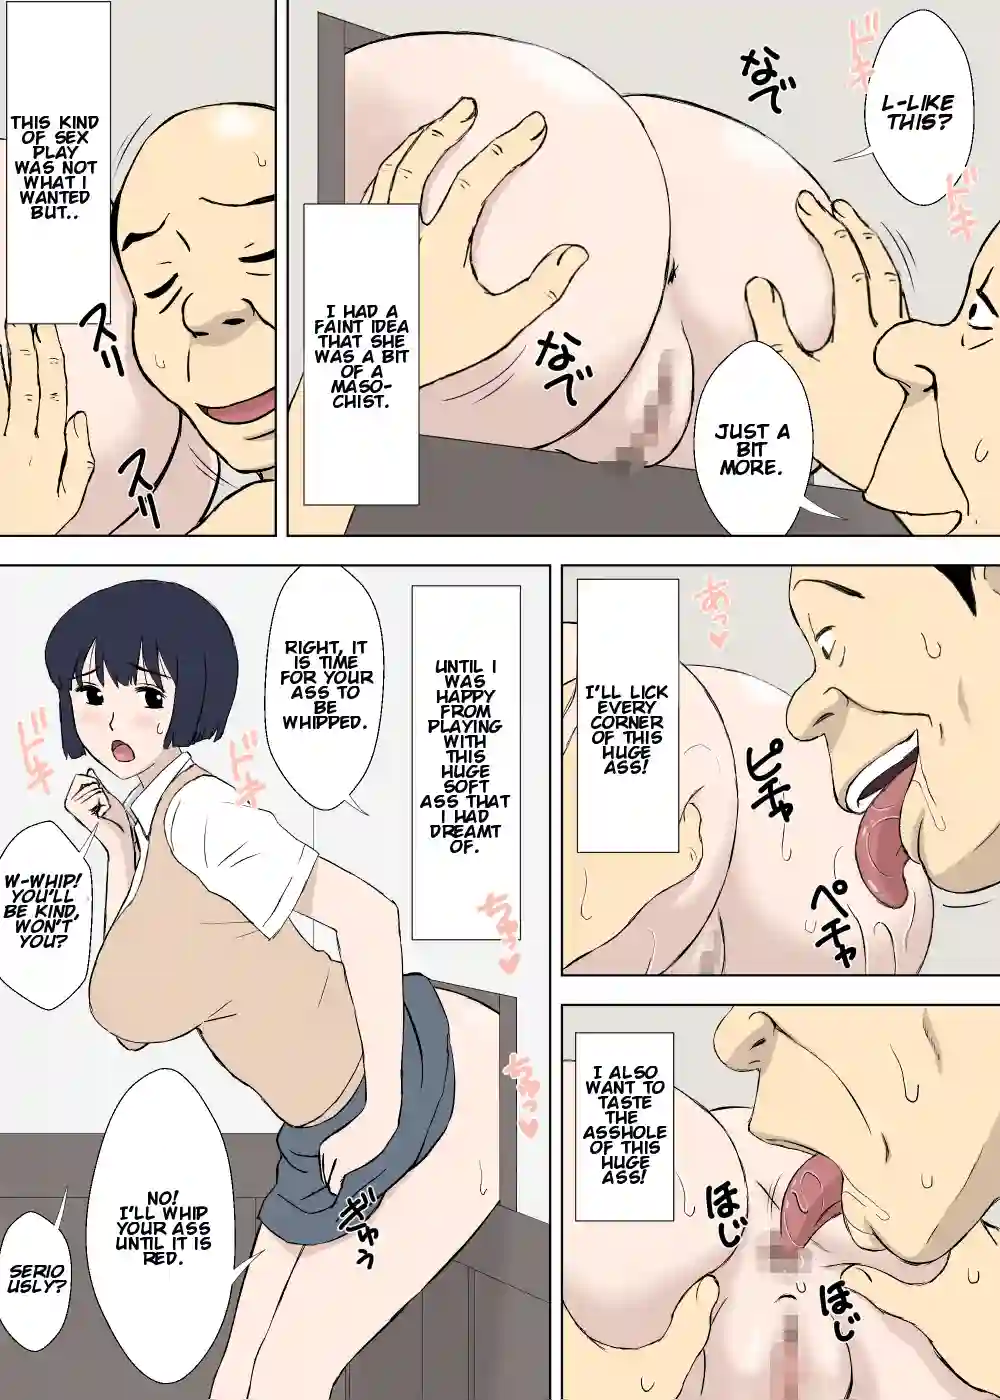 ドキ
ドキ
L-LIKE
THIS?
なで
JUST A
BIT
MORE.
なで
I HAD A
FAINT IDEA
THAT SHE
WAS A BIT
OF A
MASO-
CHIST.
THIS KIND
OF SEX
PLAY
WAS NOT
WHAT I
WANTED
BUT..
スリ
スリ
あっ♥
I'LL LICK
EVERY
CORNER
OF THIS
HUGE
ASS!
ピチャ
ペチャ
I ALSO
WANT TO
TASTE
THE
ASSHOLE
OF THIS
HUGE
ASS!
ほじ
ほじ
UNTIL I
WAS
HAPPY
FROM
PLAYING
WITH
THIS
HUGE
SOFT
ASS THAT
I HAD
DREAMT
OF.
ちゅっ♥
ちゅっ♥
RIGHT, IT
IS TIME
FOR YOUR
ASS TO
BE
WHIPPED.
ドキ
ドキ
W-WHIP!
YOU'LL
BE KIND,
WON'T
YOU?
NO!
I'LL WHIP
YOUR ASS
UNTIL IT IS
RED.
ぎゅっ
SERIO
USLY?